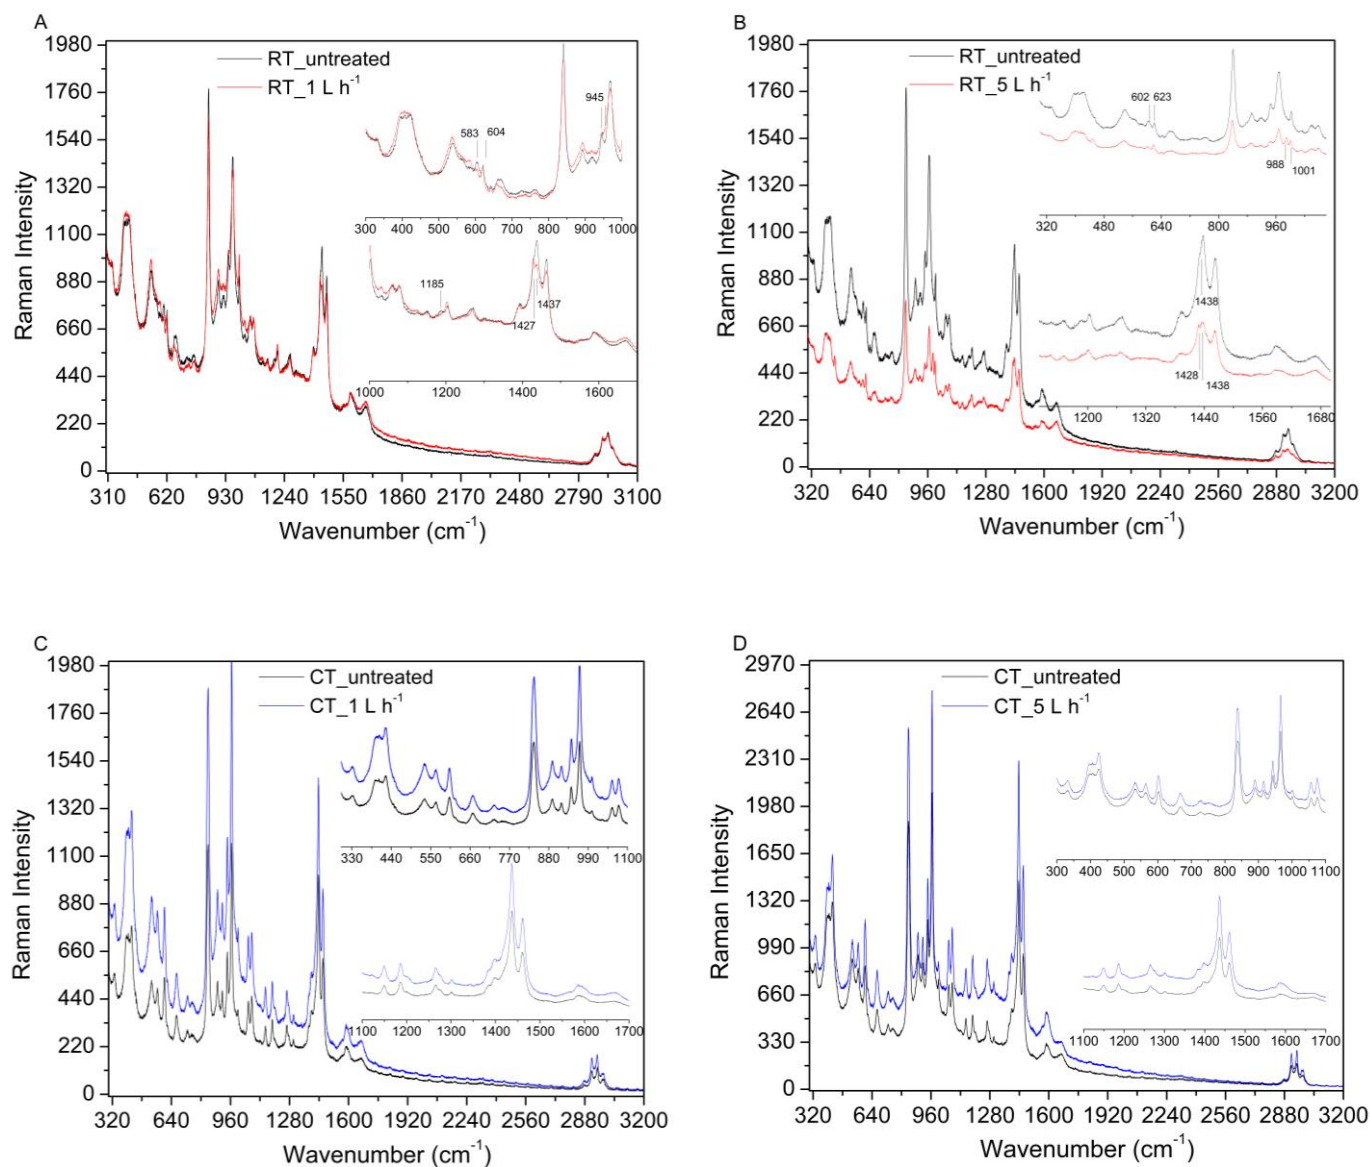 A
1980
1760
1540
1320
1100
880
660
440
220
0
Raman Intensity
RT_untreated
RT_1 L h⁻¹
583
604
945
300 400 500 600 700 800 900 1000
1185
1427
1437
1000 1200 1400 1600
310 620 930 1240 1550 1860 2170 2480 2790 3100
Wavenumber (cm⁻¹)
B
1980
1760
1540
1320
1100
880
660
440
220
0
Raman Intensity
RT_untreated
RT_5 L h⁻¹
602 623
988
1001
320 480 640 800 960
1438
1428
1438
1200 1320 1440 1560 1680
320 640 960 1280 1600 1920 2240 2560 2880 3200
Wavenumber (cm⁻¹)
C
1980
1760
1540
1320
1100
880
660
440
220
0
Raman Intensity
CT_untreated
CT_1 L h⁻¹
330 440 550 660 770 880 990 1100
1100 1200 1300 1400 1500 1600 1700
320 640 960 1280 1600 1920 2240 2560 2880 3200
Wavenumber (cm⁻¹)
D
2970
2640
2310
1980
1650
1320
990
660
330
0
Raman Intensity
CT_untreated
CT_5 L h⁻¹
300 400 500 600 700 800 900 1000 1100
1100 1200 1300 1400 1500 1600 1700
320 640 960 1280 1600 1920 2240 2560 2880 3200
Wavenumber (cm⁻¹)